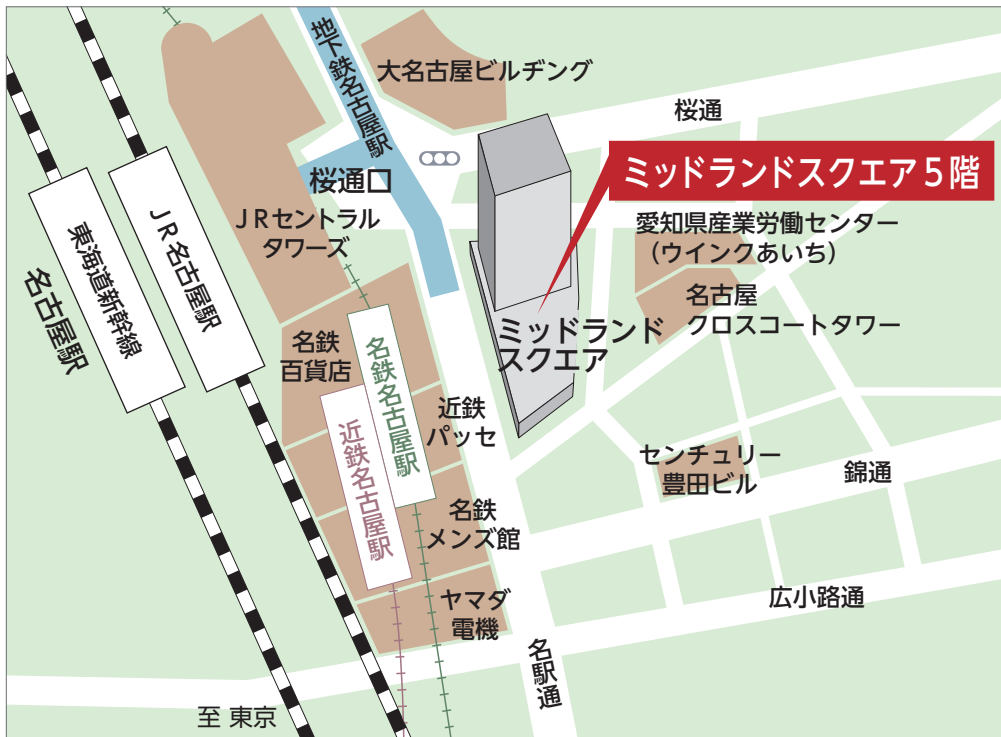 地下鉄名古屋駅
大名古屋ビルヂング
桜通
桜通口
ミッドランドスクエア5階
JRセントラル
タワーズ
愛知県産業労働センター
(ウインクあいち)
名古屋
クロスコートタワー
JR名古屋駅
東海道新幹線
名古屋駅
ミッドランド
スクエア
名鉄
百貨店
名鉄名古屋駅
近鉄名古屋駅
近鉄
パッセ
センチュリー
豊田ビル
錦通
名鉄
メンズ館
ヤマダ
電機
広小路通
名駅通
至 東京